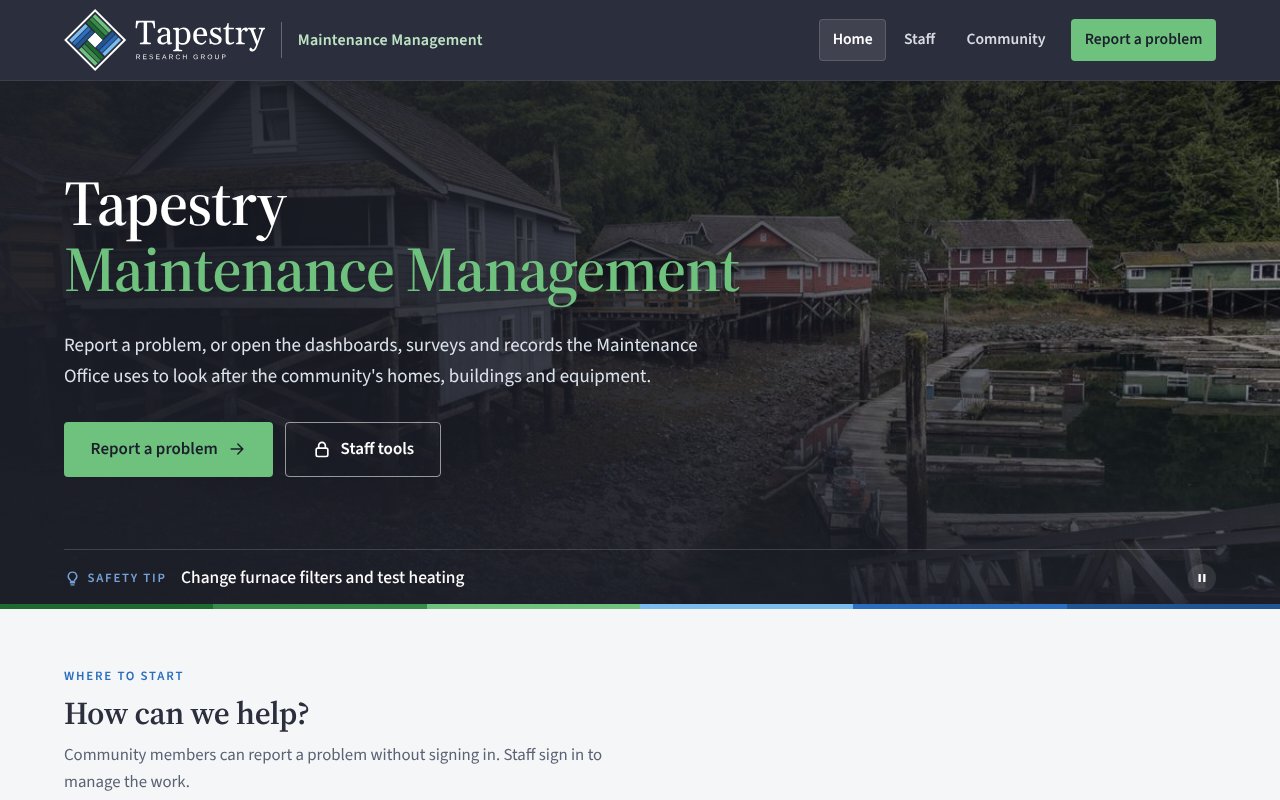 Tapestry
RESEARCH GROUP
Maintenance Management
Home
Staff
Community
Report a problem
Tapestry
Maintenance Management
Report a problem, or open the dashboards, surveys and records the Maintenance
Office uses to look after the community's homes, buildings and equipment.
Report a problem
Staff tools
SAFETY TIP
Change furnace filters and test heating
WHERE TO START
How can we help?
Community members can report a problem without signing in. Staff sign in to
manage the work.